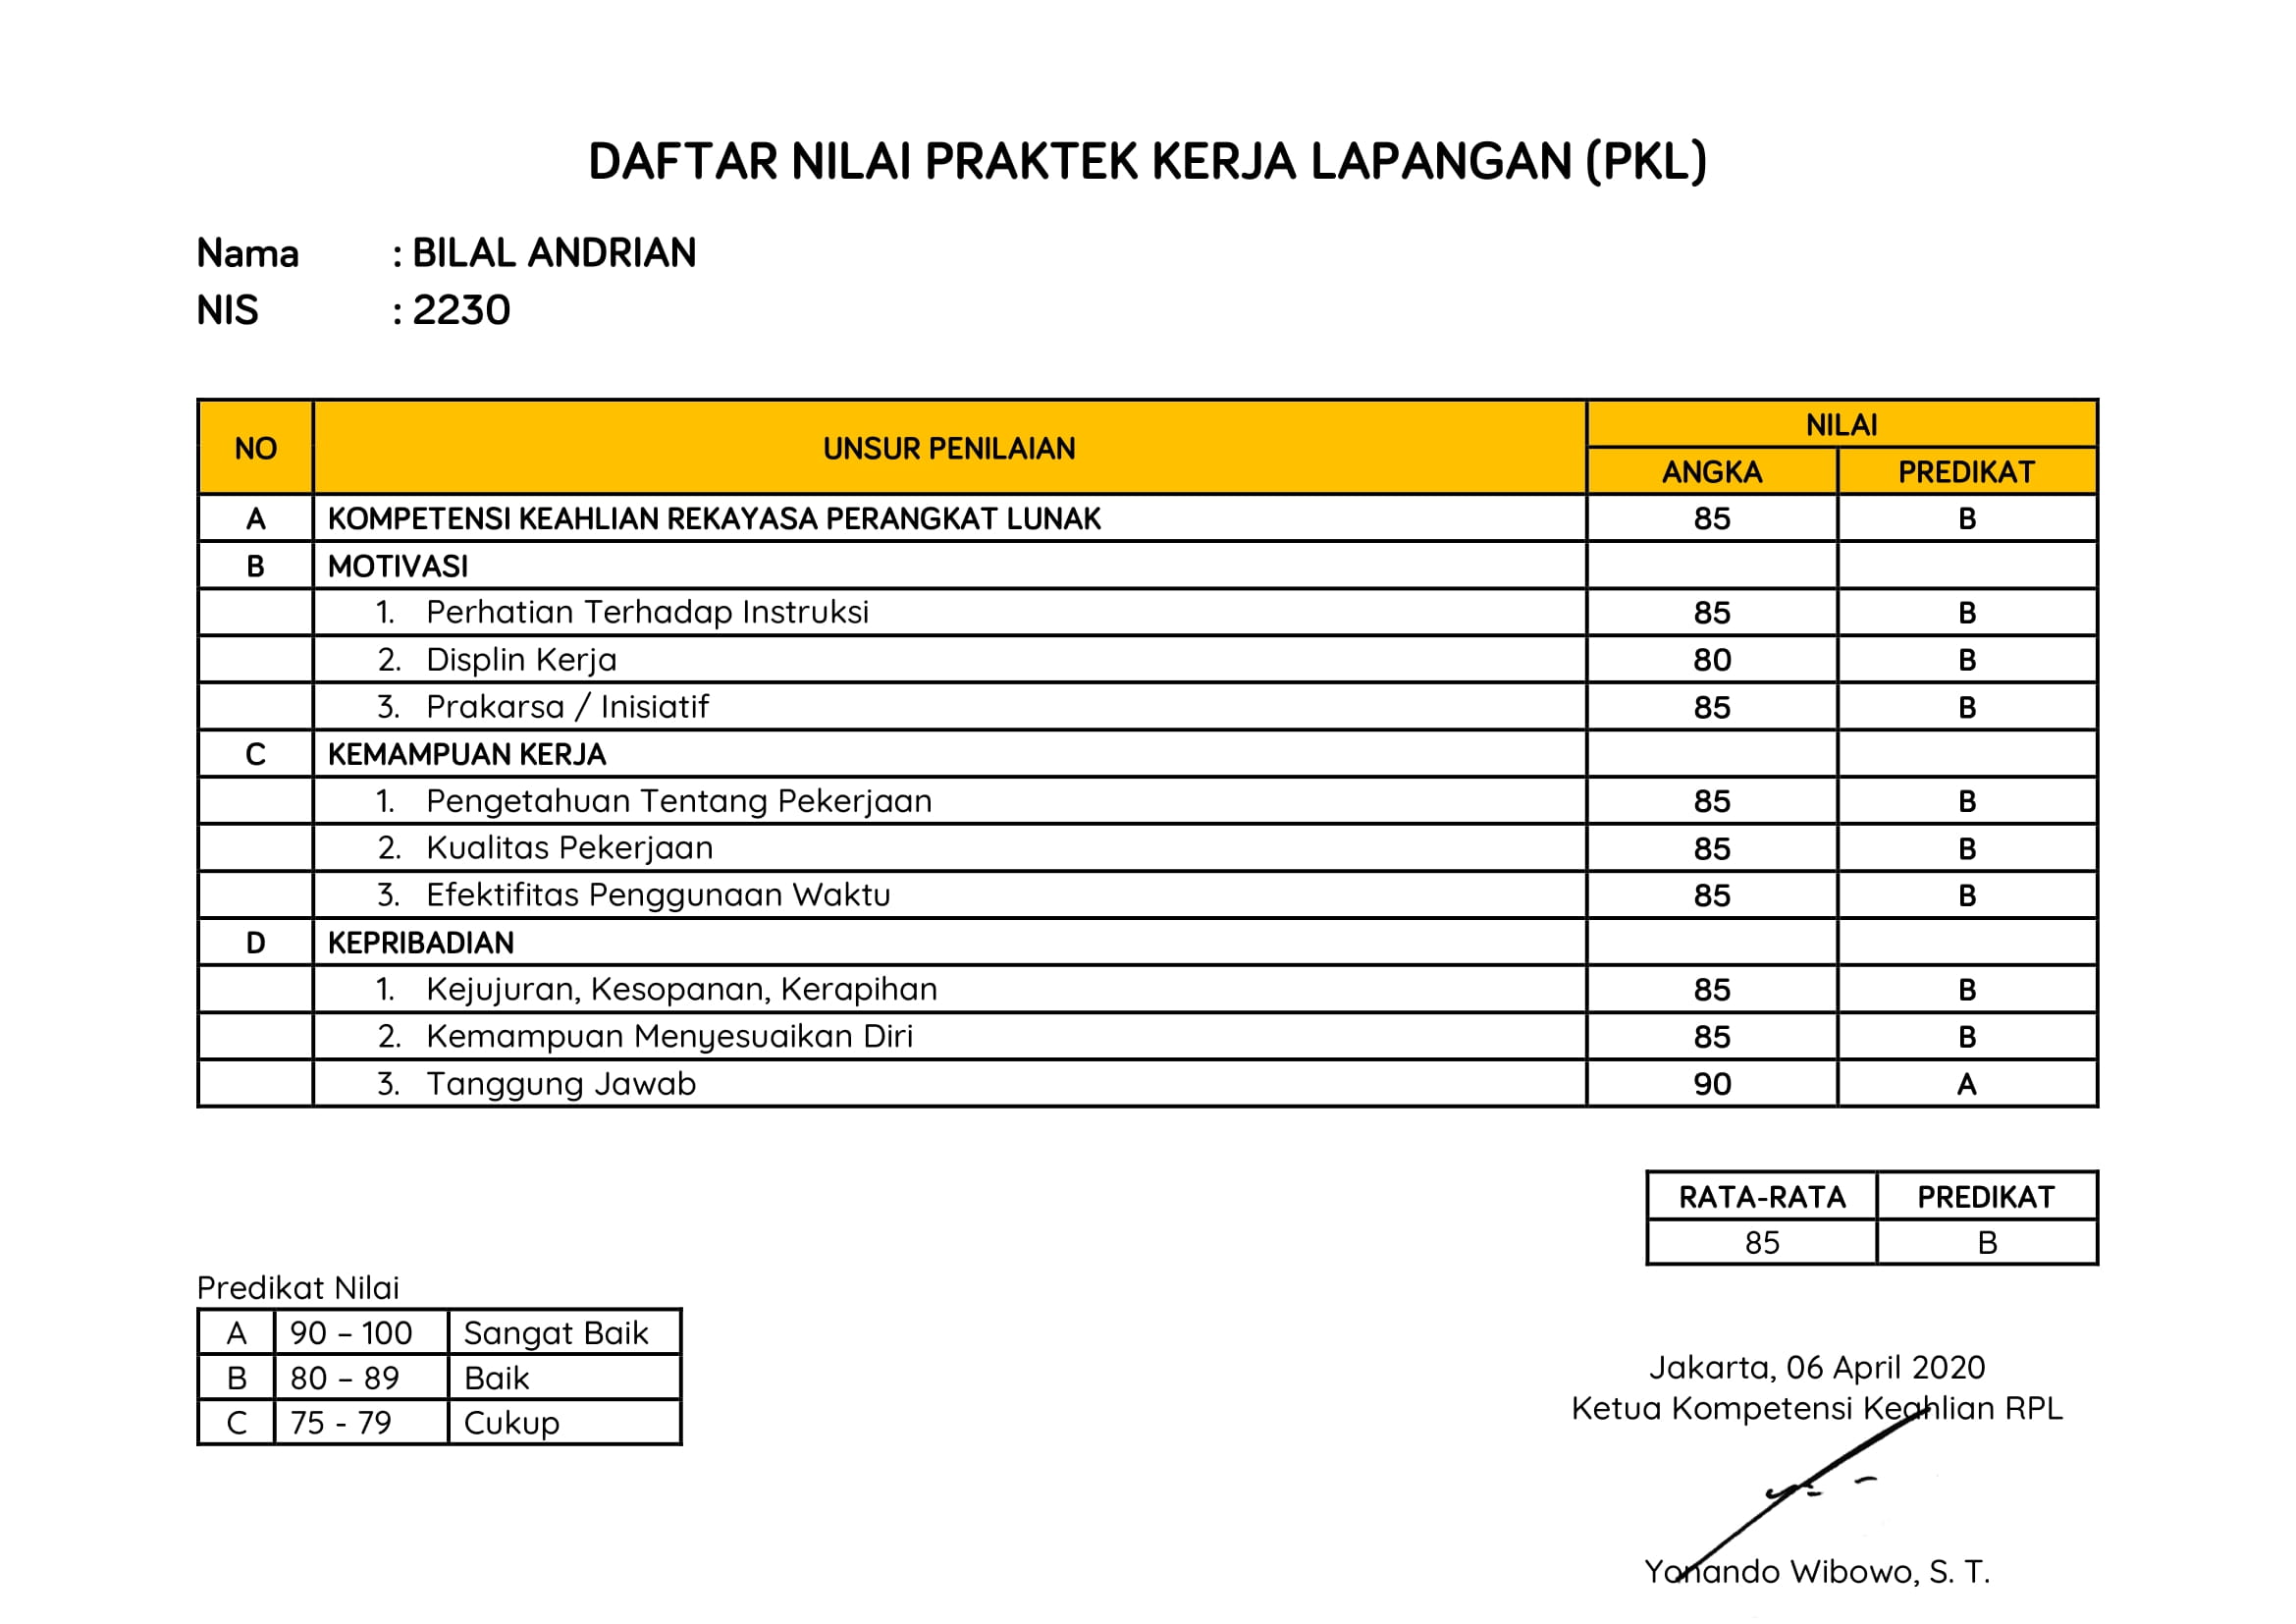 DAFTAR NILAI PRAKTEK KERJA LAPANGAN (PKL)
Nama : BILAL ANDRIAN
NIS : 2230
NO UNSUR PENILAIAN NILAI
ANGKA PREDIKAT
A KOMPETENSI KEAHLIAN REKAYASA PERANGKAT LUNAK 85 B
B MOTIVASI
1. Perhatian Terhadap Instruksi 85 B
2. Displin Kerja 80 B
3. Prakarsa / Inisiatif 85 B
C KEMAMPUAN KERJA
1. Pengetahuan Tentang Pekerjaan 85 B
2. Kualitas Pekerjaan 85 B
3. Efektifitas Penggunaan Waktu 85 B
D KEPRIBADIAN
1. Kejujuran, Kesopanan, Kerapihan 85 B
2. Kemampuan Menyesuaikan Diri 85 B
3. Tanggung Jawab 90 A
RATA-RATA PREDIKAT
85 B
Predikat Nilai
A 90 – 100 Sangat Baik
B 80 – 89 Baik
C 75 - 79 Cukup
Jakarta, 06 April 2020
Ketua Kompetensi Keahlian RPL
Yonando Wibowo, S. T.